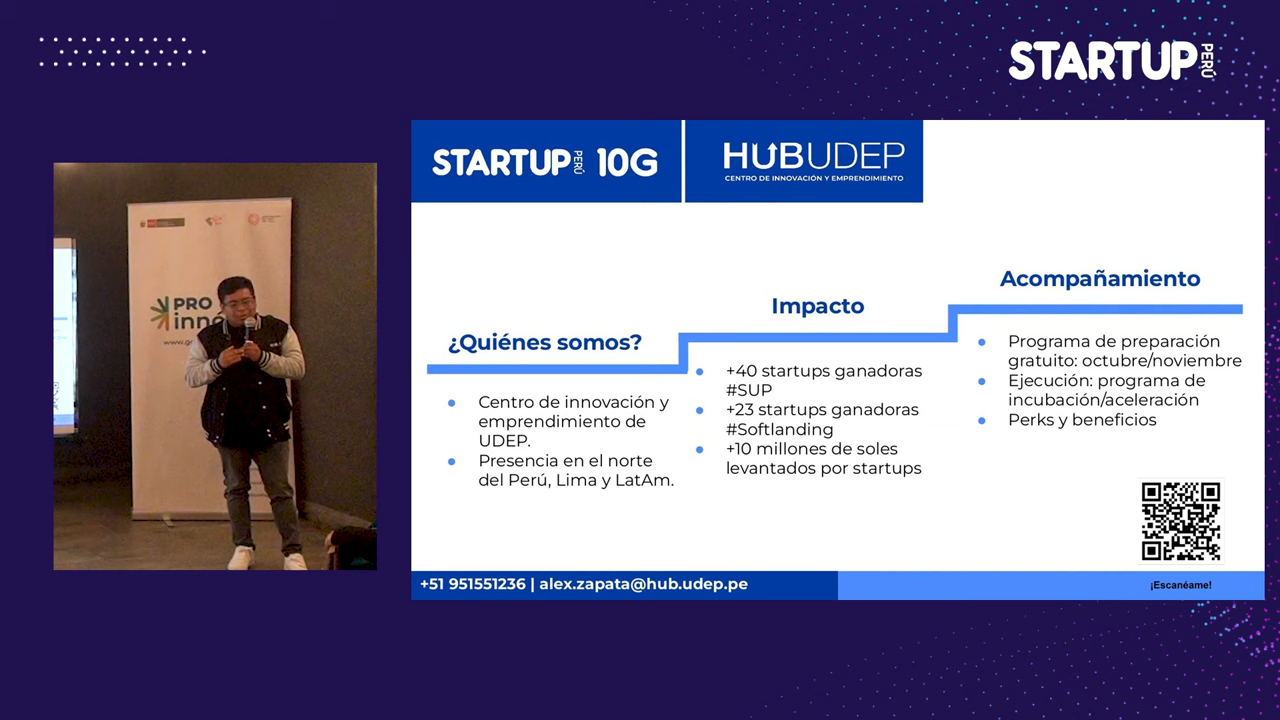 STARTUP PERÚ
STARTUP PERÚ 10G
HUBUDEP
CENTRO DE INNOVACIÓN Y EMPRENDIMIENTO
¿Quiénes somos?
Centro de innovación y
emprendimiento de
UDEP.
Presencia en el norte
del Perú, Lima y LatAm.
Impacto
+40 startups ganadoras
#SUP
+23 startups ganadoras
#Softlanding
+10 millones de soles
levantados por startups
Acompañamiento
Programa de preparación
gratuito: octubre/noviembre
Ejecución: programa de
incubación/aceleración
Perks y beneficios
¡Escanéame!
+51 951551236 | alex.zapata@hub.udep.pe
PRO